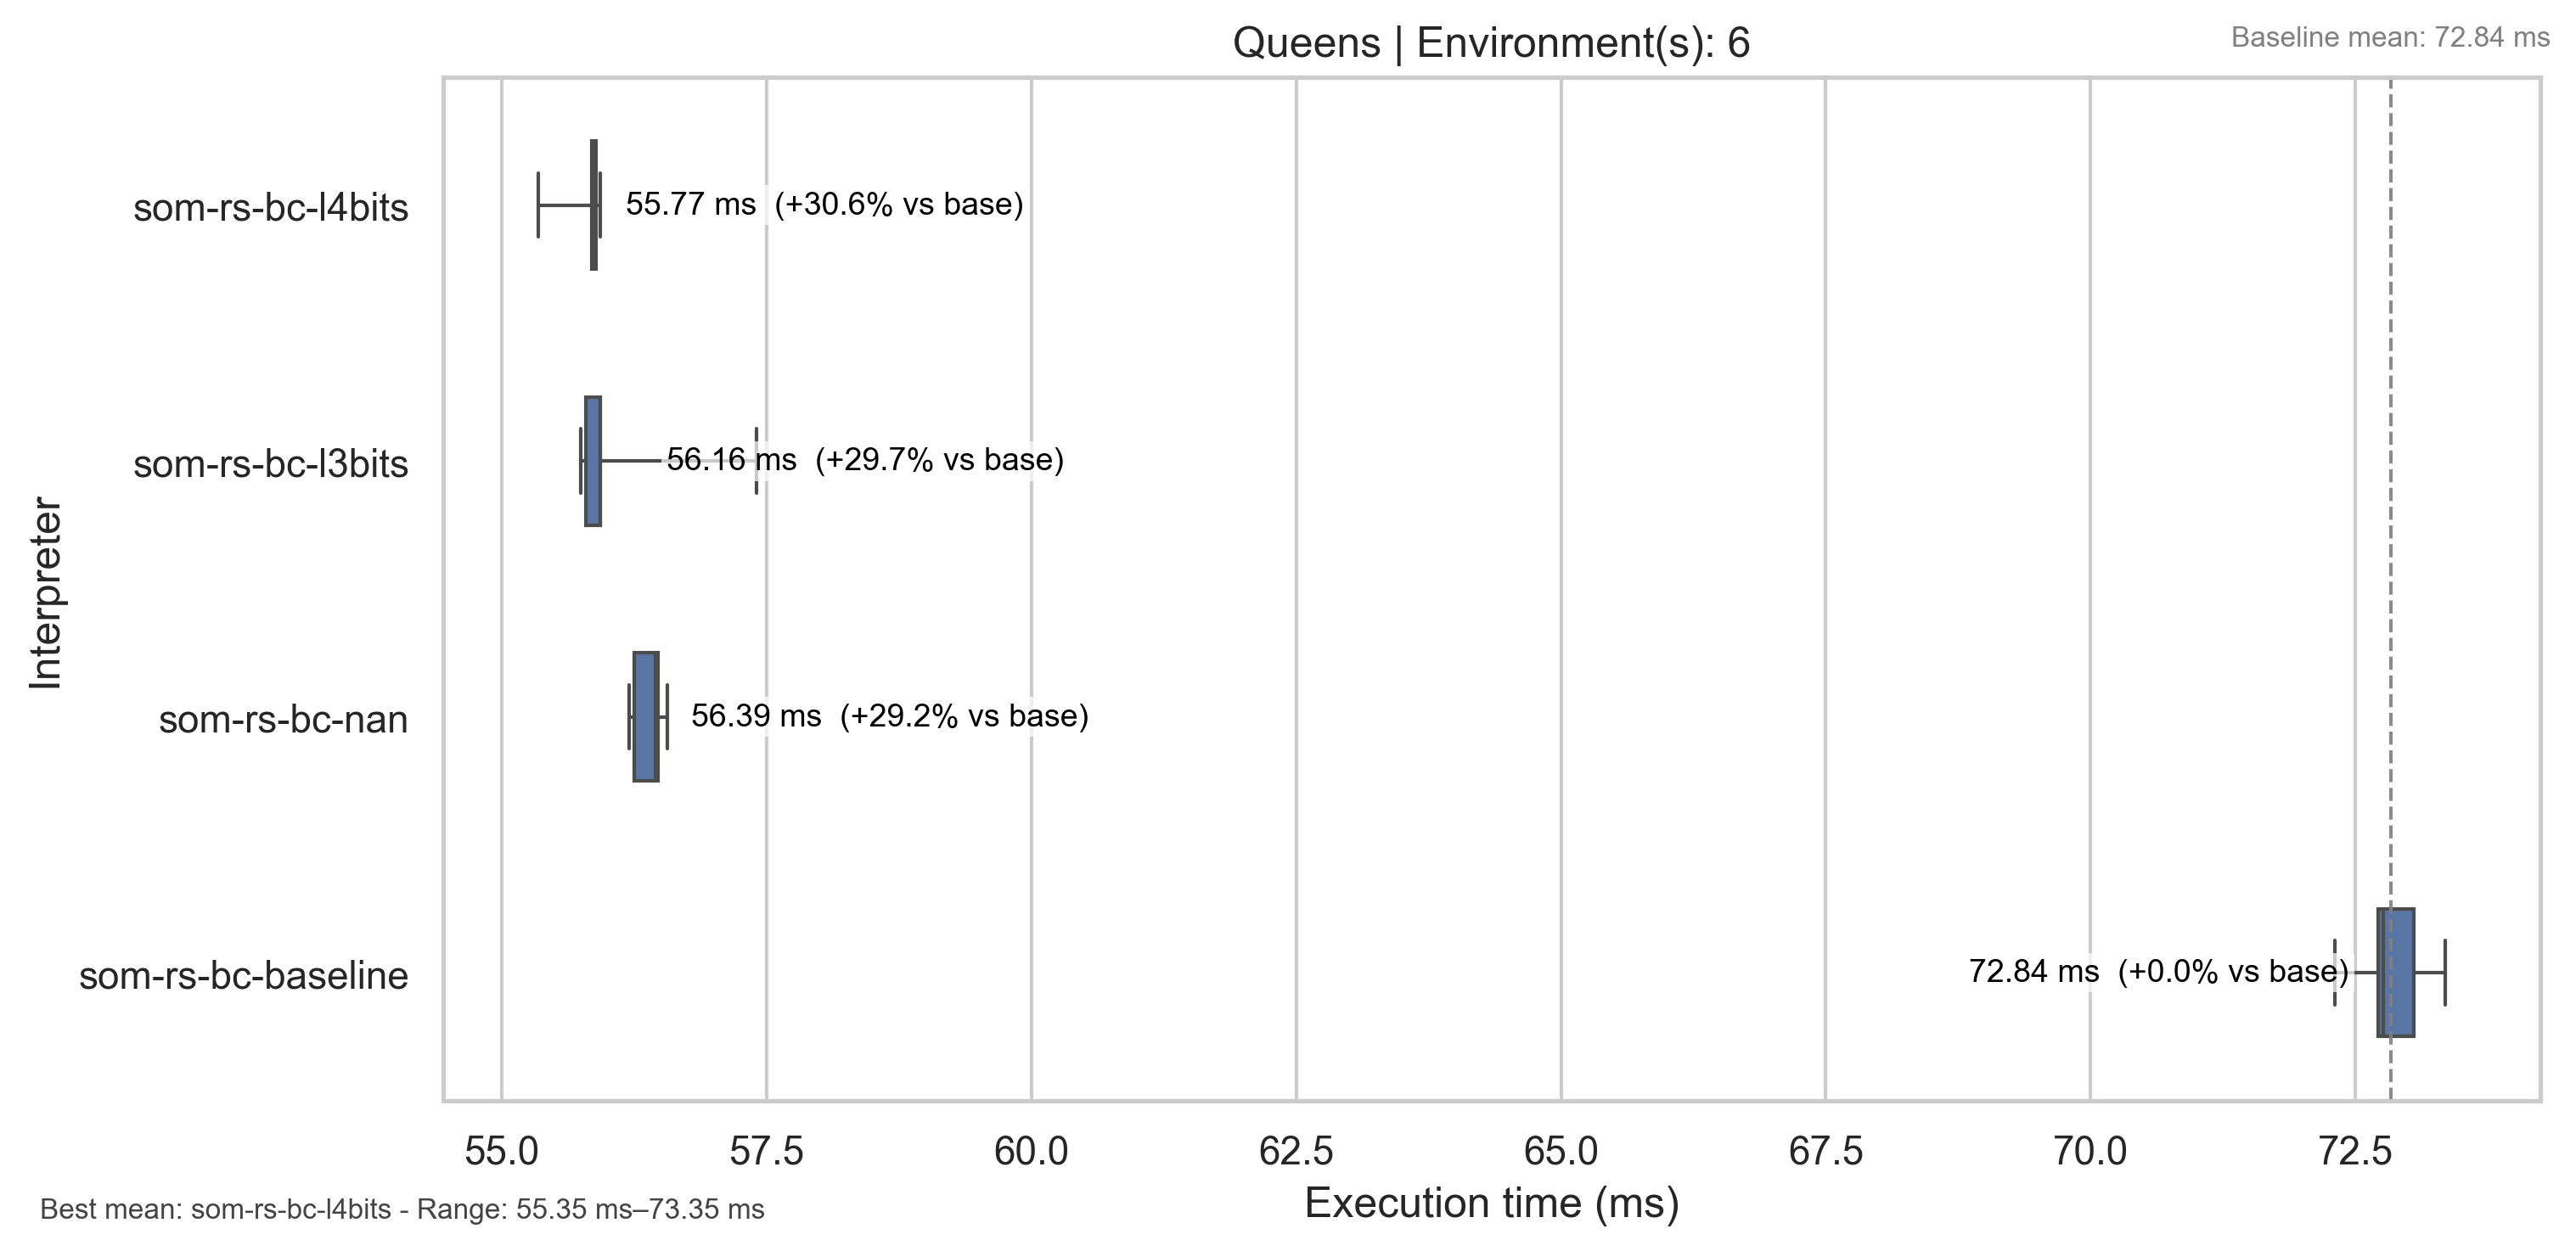 Queens | Environment(s): 6
Baseline mean: 72.84 ms
Interpreter
som-rs-bc-l4bits
55.77 ms  (+30.6% vs base)
som-rs-bc-l3bits
56.16 ms  (+29.7% vs base)
som-rs-bc-nan
56.39 ms  (+29.2% vs base)
som-rs-bc-baseline
72.84 ms  (+0.0% vs base)
55.0 57.5 60.0 62.5 65.0 67.5 70.0 72.5
Execution time (ms)
Best mean: som-rs-bc-l4bits - Range: 55.35 ms–73.35 ms